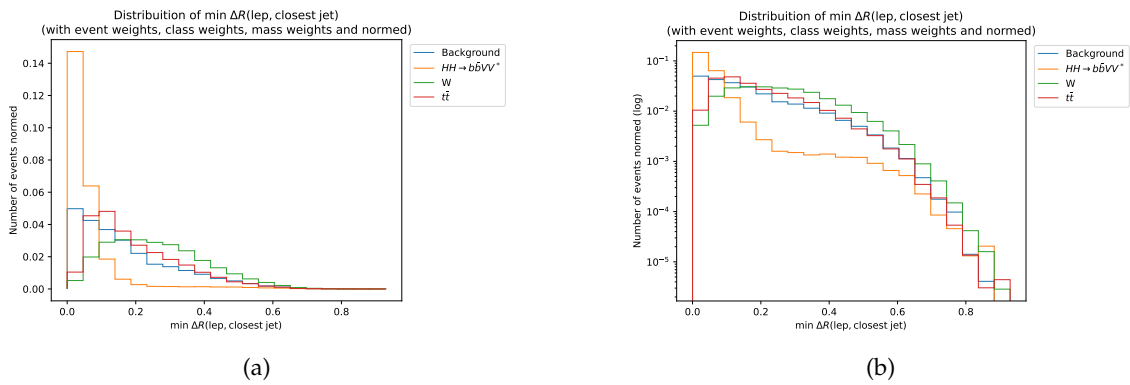 Distribuition of min ΔR(lep, closest jet)
(with event weights, class weights, mass weights and normed)
Number of events normed
0.14
0.12
0.10
0.08
0.06
0.04
0.02
0.00
0.0 0.2 0.4 0.6 0.8
min ΔR(lep, closest jet)
Background
HH → bb̄VV*
W
tt̄
(a)
Distribuition of min ΔR(lep, closest jet)
(with event weights, class weights, mass weights and normed)
Number of events normed (log)
10⁻¹
10⁻²
10⁻³
10⁻⁴
10⁻⁵
0.0 0.2 0.4 0.6 0.8
min ΔR(lep, closest jet)
Background
HH → bb̄VV*
W
tt̄
(b)